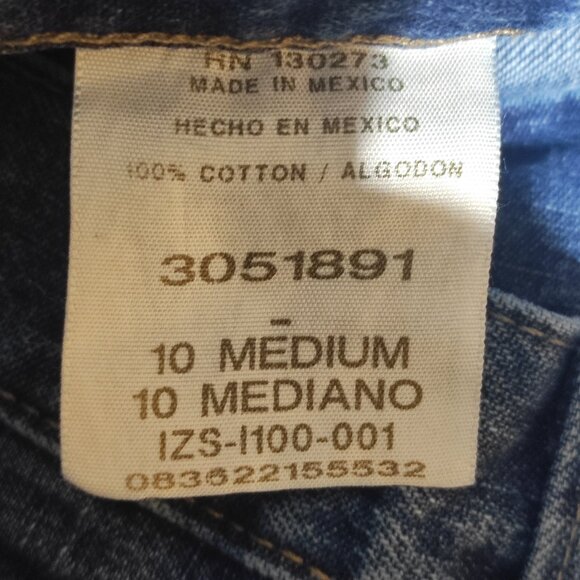 RN 130273
MADE IN MEXICO
HECHO EN MEXICO
100% COTTON / ALGODON
3051891
-
10 MEDIUM
10 MEDIANO
IZS-I100-001
083622155532